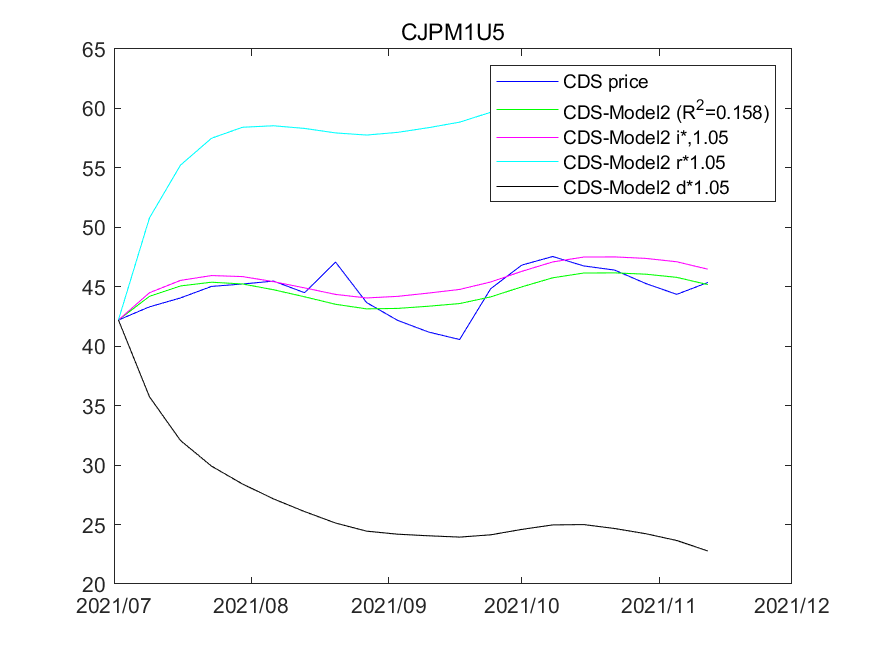 CJPM1U5
65
60
55
50
45
40
35
30
25
20
CDS price
CDS-Model2 (R²=0.158)
CDS-Model2 i*,1.05
CDS-Model2 r*1.05
CDS-Model2 d*1.05
2021/07 2021/08 2021/09 2021/10 2021/11 2021/12